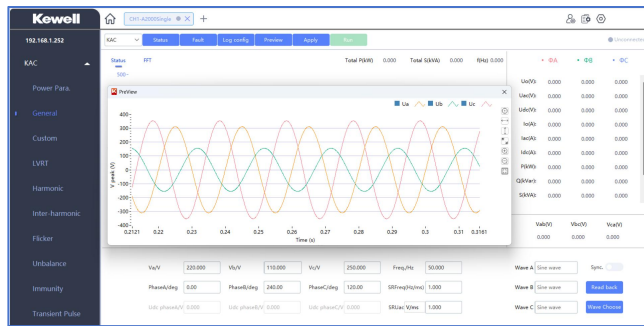 Kewell
CH1-A2000Single
192.168.1.252
KAC Status Fault Log config Preview Apply Run Unconnected
KAC
Power Para.
General
Custom
LVRT
Harmonic
Inter-harmonic
Flicker
Unbalance
Immunity
Transient Pulse
Status FFT Total P(kW) 0.000 Total S(kVA) 0.000 f(Hz) 0.000
500
PreView
Ua Ub Uc
V peak (V)
400
300
200
100
0
-100
-200
-300
-400
0.2121 0.22 0.23 0.24 0.25 0.26 0.27 0.28 0.29 0.3 0.31 0.3161
Time (s)
ΦA ΦB ΦC
Uo(V): 0.000 0.000 0.000
Uac(V): 0.000 0.000 0.000
Udc(V): 0.000 0.000 0.000
Io(A): 0.000 0.000 0.000
Iac(A): 0.000 0.000 0.000
Idc(A): 0.000 0.000 0.000
P(kW): 0.000 0.000 0.000
Q(kVar): 0.000 0.000 0.000
S(kVA): 0.000 0.000 0.000
Vab(V) Vbc(V) Vca(V)
0.000 0.000 0.000
Va/V 220.000 Vb/V 110.000 Vc/V 250.000 Freq./Hz 50.000
PhaseA/deg 0.00 PhaseB/deg 240.00 PhaseC/deg 120.00 SRFreq(Hz/ms) 1.000
Udc phaseA/V 0.000 Udc phaseB/V 0.000 Udc phaseC/V 0.000 SRUac V/ms 1.000
Wave A Sine wave Sync.
Wave B Sine wave Read back
Wave C Sine wave Wave Choose